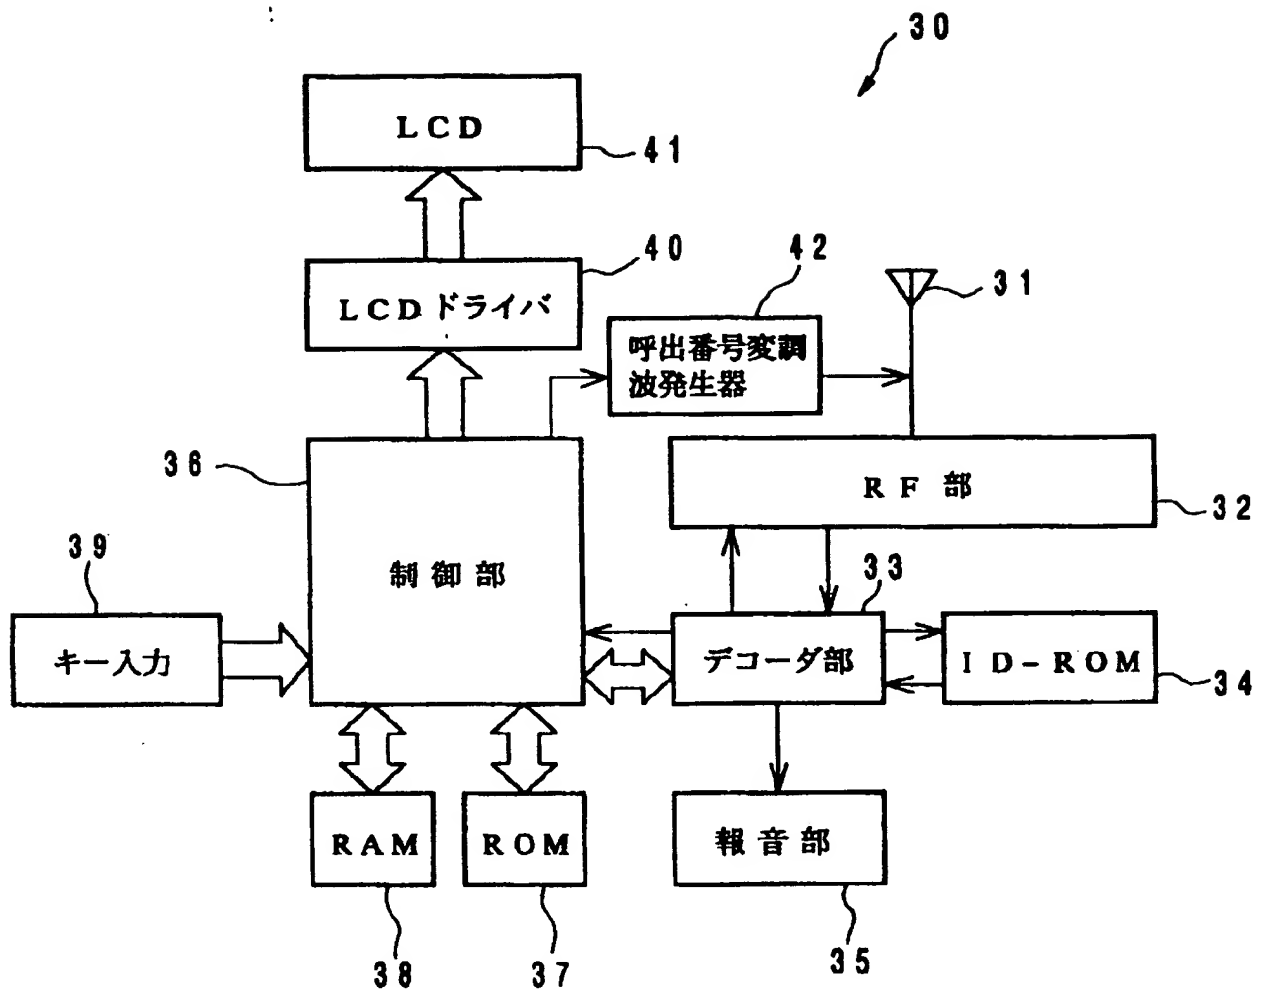 30
LCD
41
40
LCDドライバ
42
呼出番号変調
波発生器
31
36
RF部
32
39
制御部
33
キー入力
デコーダ部
ID-ROM
34
RAM
ROM
報音部
38
37
35